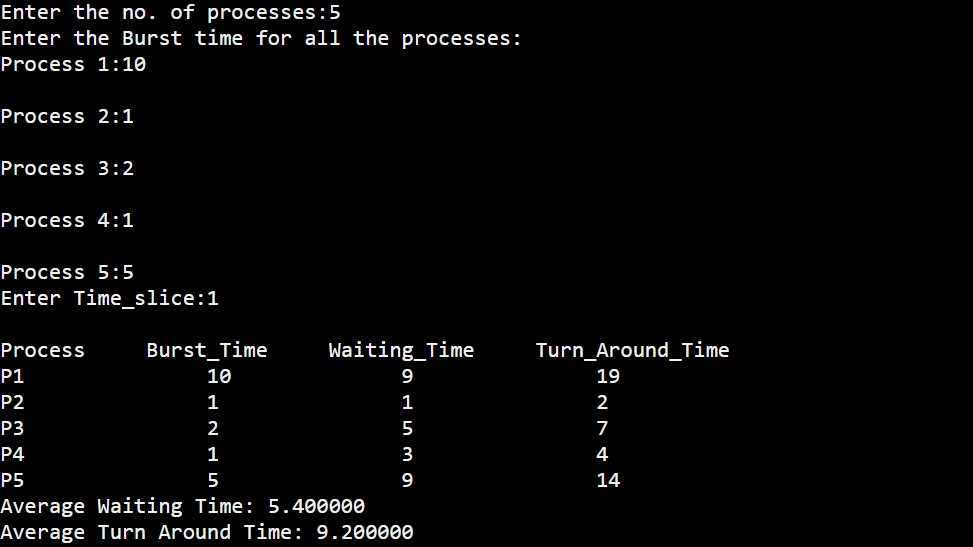 Enter the no. of processes:5
Enter the Burst time for all the processes:
Process 1:10
Process 2:1
Process 3:2
Process 4:1
Process 5:5
Enter Time_slice:1
Process Burst_Time Waiting_Time Turn_Around_Time
P1 10 9 19
P2 1 1 2
P3 2 5 7
P4 1 3 4
P5 5 9 14
Average Waiting Time: 5.400000
Average Turn Around Time: 9.200000